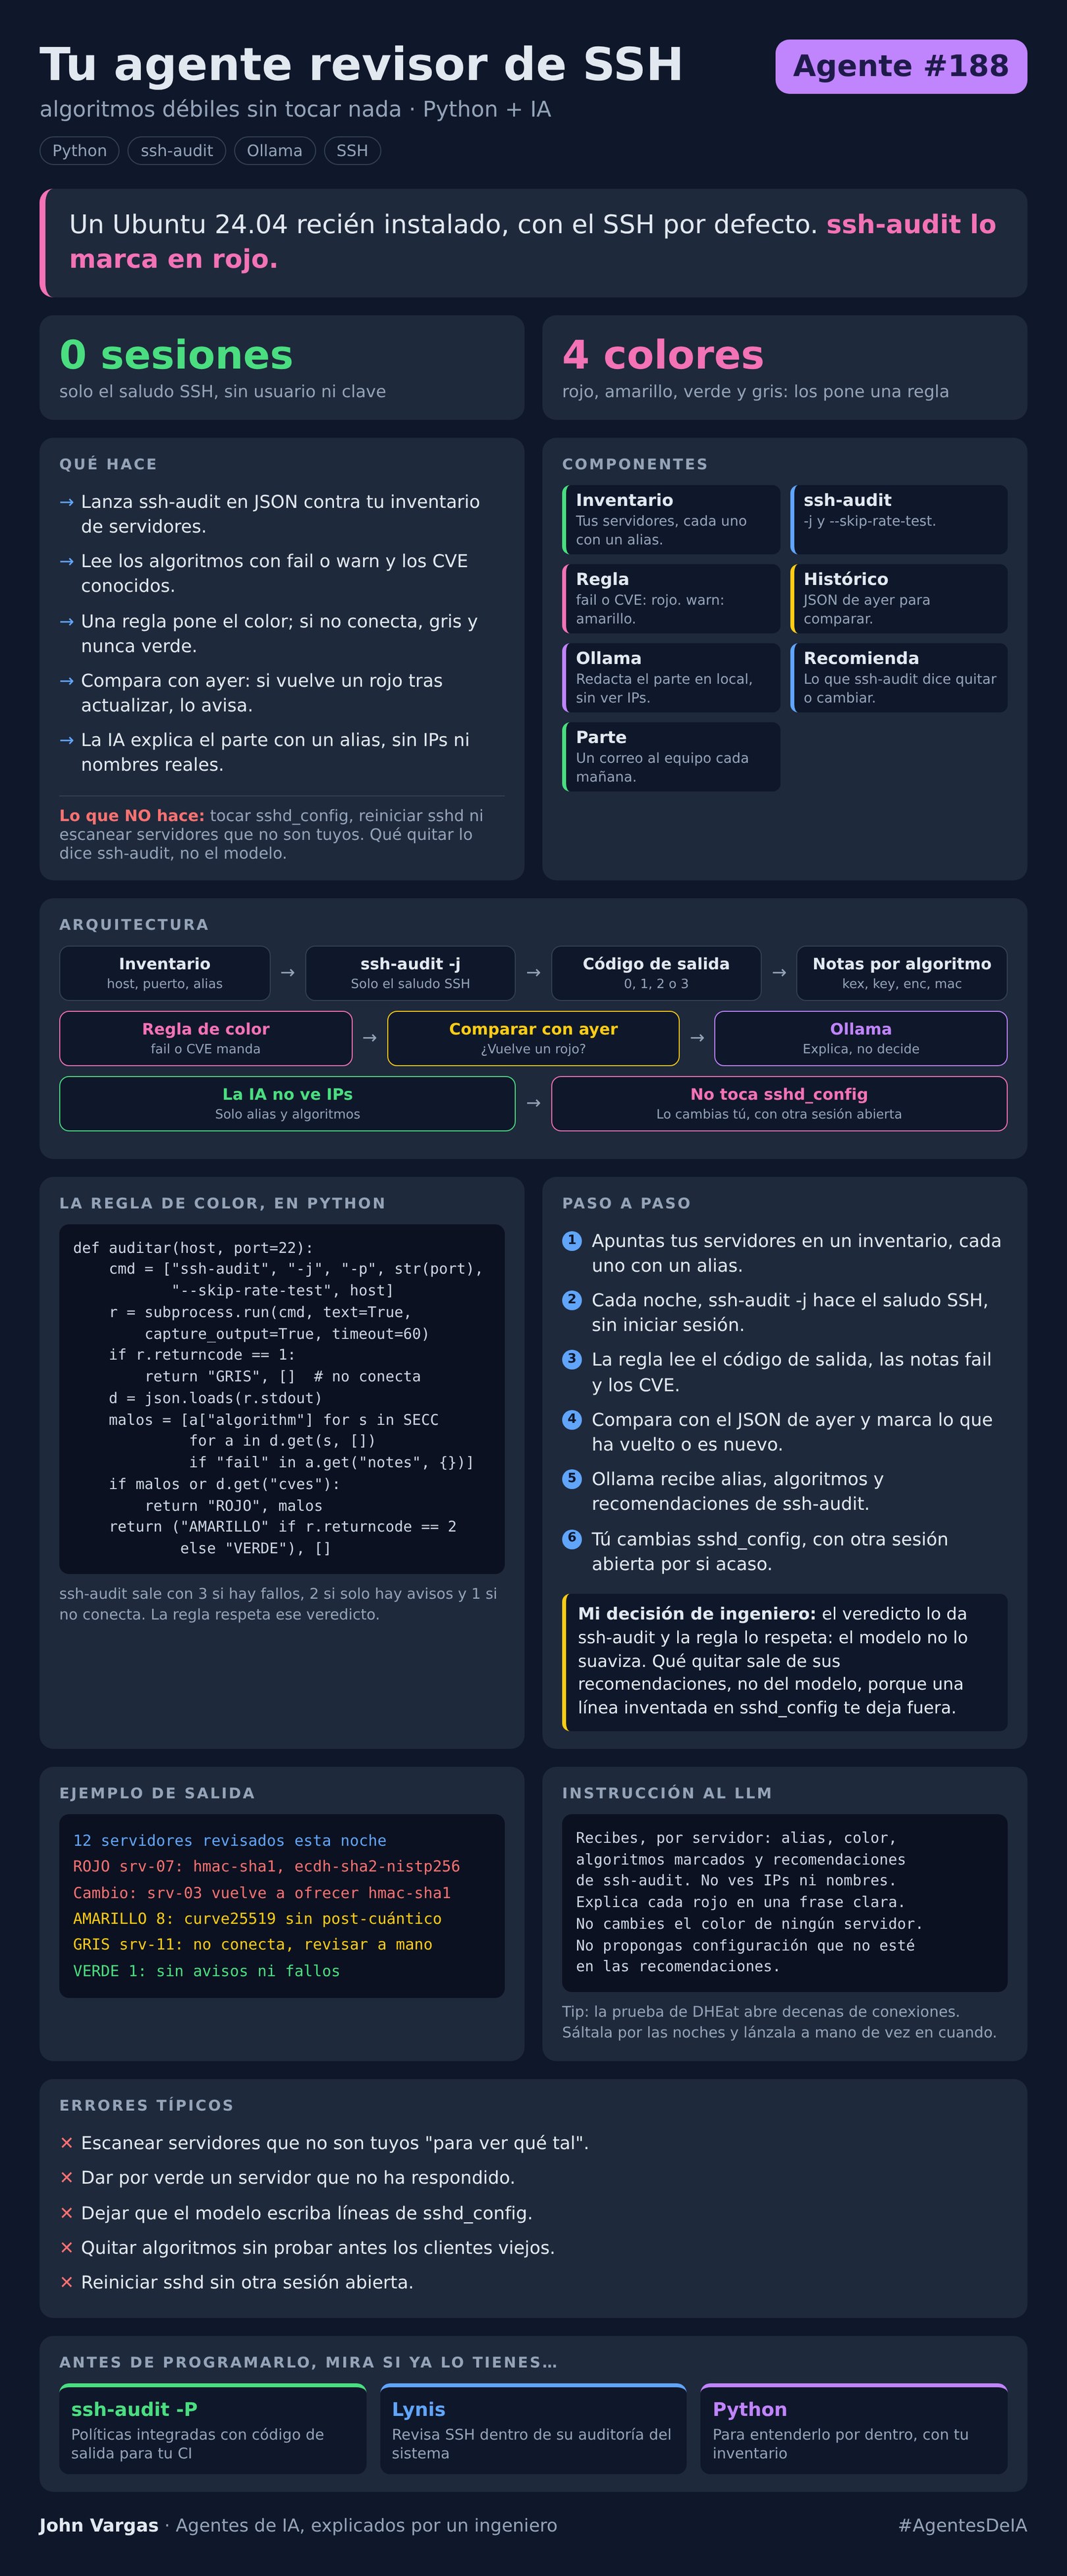 Tu agente revisor de SSH
Agente #188
algoritmos débiles sin tocar nada · Python + IA
Python
ssh-audit
Ollama
SSH
Un Ubuntu 24.04 recién instalado, con el SSH por defecto. ssh-audit lo
marca en rojo.
0 sesiones
solo el saludo SSH, sin usuario ni clave
4 colores
rojo, amarillo, verde y gris: los pone una regla
QUÉ HACE
→ Lanza ssh-audit en JSON contra tu inventario
de servidores.
→ Lee los algoritmos con fail o warn y los CVE
conocidos.
→ Una regla pone el color; si no conecta, gris y
nunca verde.
→ Compara con ayer: si vuelve un rojo tras
actualizar, lo avisa.
→ La IA explica el parte con un alias, sin IPs ni
nombres reales.
Lo que NO hace: tocar sshd_config, reiniciar sshd ni
escanear servidores que no son tuyos. Qué quitar lo
dice ssh-audit, no el modelo.
COMPONENTES
Inventario
Tus servidores, cada uno
con un alias.
ssh-audit
-j y --skip-rate-test.
Regla
fail o CVE: rojo. warn:
amarillo.
Histórico
JSON de ayer para
comparar.
Ollama
Redacta el parte en local,
sin ver IPs.
Recomienda
Lo que ssh-audit dice quitar
o cambiar.
Parte
Un correo al equipo cada
mañana.
ARQUITECTURA
Inventario
host, puerto, alias
→
ssh-audit -j
Solo el saludo SSH
→
Código de salida
0, 1, 2 o 3
→
Notas por algoritmo
kex, key, enc, mac
Regla de color
fail o CVE manda
→
Comparar con ayer
¿Vuelve un rojo?
→
Ollama
Explica, no decide
La IA no ve IPs
Solo alias y algoritmos
→
No toca sshd_config
Lo cambias tú, con otra sesión abierta
LA REGLA DE COLOR, EN PYTHON
def auditar(host, port=22):
    cmd = ["ssh-audit", "-j", "-p", str(port),
           "--skip-rate-test", host]
    r = subprocess.run(cmd, text=True,
        capture_output=True, timeout=60)
    if r.returncode == 1:
        return "GRIS", []  # no conecta
    d = json.loads(r.stdout)
    malos = [a["algorithm"] for s in SECC
             for a in d.get(s, [])
             if "fail" in a.get("notes", {})]
    if malos or d.get("cves"):
        return "ROJO", malos
    return ("AMARILLO" if r.returncode == 2
            else "VERDE"), []
ssh-audit sale con 3 si hay fallos, 2 si solo hay avisos y 1 si
no conecta. La regla respeta ese veredicto.
PASO A PASO
1 Apuntas tus servidores en un inventario, cada
uno con un alias.
2 Cada noche, ssh-audit -j hace el saludo SSH,
sin iniciar sesión.
3 La regla lee el código de salida, las notas fail
y los CVE.
4 Compara con el JSON de ayer y marca lo que
ha vuelto o es nuevo.
5 Ollama recibe alias, algoritmos y
recomendaciones de ssh-audit.
6 Tú cambias sshd_config, con otra sesión
abierta por si acaso.
Mi decisión de ingeniero: el veredicto lo da
ssh-audit y la regla lo respeta: el modelo no lo
suaviza. Qué quitar sale de sus
recomendaciones, no del modelo, porque una
línea inventada en sshd_config te deja fuera.
EJEMPLO DE SALIDA
12 servidores revisados esta noche
ROJO srv-07: hmac-sha1, ecdh-sha2-nistp256
Cambio: srv-03 vuelve a ofrecer hmac-sha1
AMARILLO 8: curve25519 sin post-cuántico
GRIS srv-11: no conecta, revisar a mano
VERDE 1: sin avisos ni fallos
INSTRUCCIÓN AL LLM
Recibes, por servidor: alias, color,
algoritmos marcados y recomendaciones
de ssh-audit. No ves IPs ni nombres.
Explica cada rojo en una frase clara.
No cambies el color de ningún servidor.
No propongas configuración que no esté
en las recomendaciones.
Tip: la prueba de DHEat abre decenas de conexiones.
Sáltala por las noches y lánzala a mano de vez en cuando.
ERRORES TÍPICOS
✕ Escanear servidores que no son tuyos "para ver qué tal".
✕ Dar por verde un servidor que no ha respondido.
✕ Dejar que el modelo escriba líneas de sshd_config.
✕ Quitar algoritmos sin probar antes los clientes viejos.
✕ Reiniciar sshd sin otra sesión abierta.
ANTES DE PROGRAMARLO, MIRA SI YA LO TIENES…
ssh-audit -P
Políticas integradas con código de
salida para tu CI
Lynis
Revisa SSH dentro de su auditoría del
sistema
Python
Para entenderlo por dentro, con tu
inventario
John Vargas · Agentes de IA, explicados por un ingeniero
#AgentesDeIA